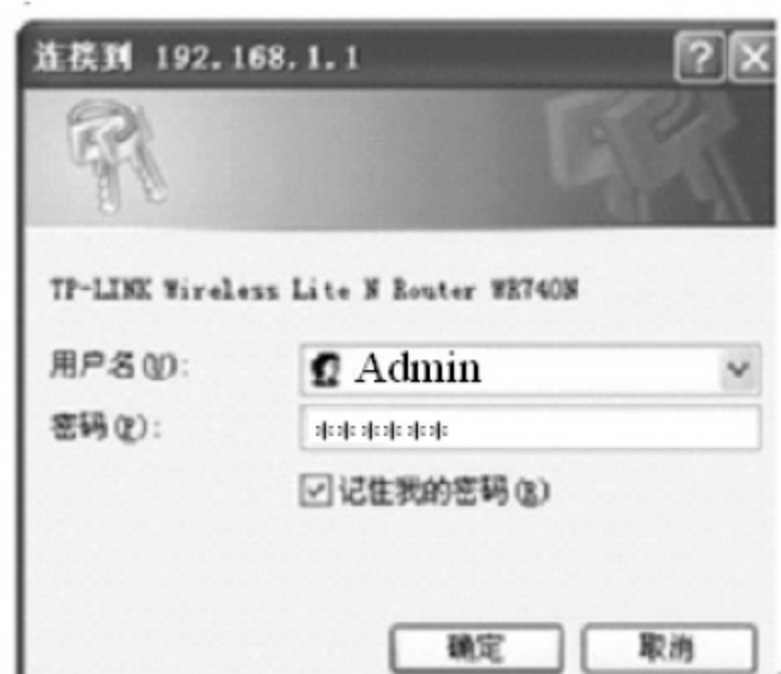 连接到 192.168.1.1
TP-LINK Wireless Lite N Router WR740N
用户名(U):
Admin
密码(P):
******
记住我的密码(R)
确定
取消